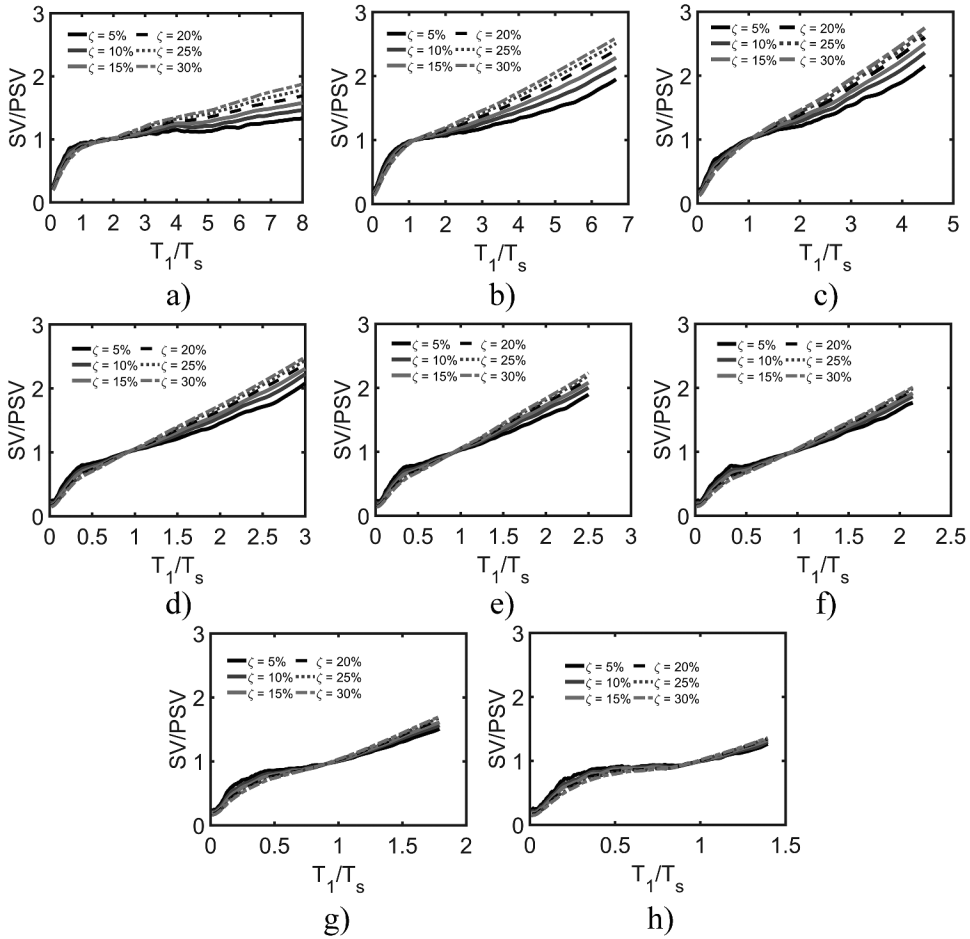 3
ζ = 5% ζ = 20%
ζ = 10% ζ = 25%
ζ = 15% ζ = 30%
2
1
0
SV/PSV
0 1 2 3 4 5 6 7 8
T1/Ts
a)
3
ζ = 5% ζ = 20%
ζ = 10% ζ = 25%
ζ = 15% ζ = 30%
2
1
0
SV/PSV
0 1 2 3 4 5 6 7
T1/Ts
b)
3
ζ = 5% ζ = 20%
ζ = 10% ζ = 25%
ζ = 15% ζ = 30%
2
1
0
SV/PSV
0 1 2 3 4 5
T1/Ts
c)
3
ζ = 5% ζ = 20%
ζ = 10% ζ = 25%
ζ = 15% ζ = 30%
2
1
0
SV/PSV
0 0.5 1 1.5 2 2.5 3
T1/Ts
d)
3
ζ = 5% ζ = 20%
ζ = 10% ζ = 25%
ζ = 15% ζ = 30%
2
1
0
SV/PSV
0 0.5 1 1.5 2 2.5 3
T1/Ts
e)
3
ζ = 5% ζ = 20%
ζ = 10% ζ = 25%
ζ = 15% ζ = 30%
2
1
0
SV/PSV
0 0.5 1 1.5 2 2.5
T1/Ts
f)
3
ζ = 5% ζ = 20%
ζ = 10% ζ = 25%
ζ = 15% ζ = 30%
2
1
0
SV/PSV
0 0.5 1 1.5 2
T1/Ts
g)
3
ζ = 5% ζ = 20%
ζ = 10% ζ = 25%
ζ = 15% ζ = 30%
2
1
0
SV/PSV
0 0.5 1 1.5
T1/Ts
h)